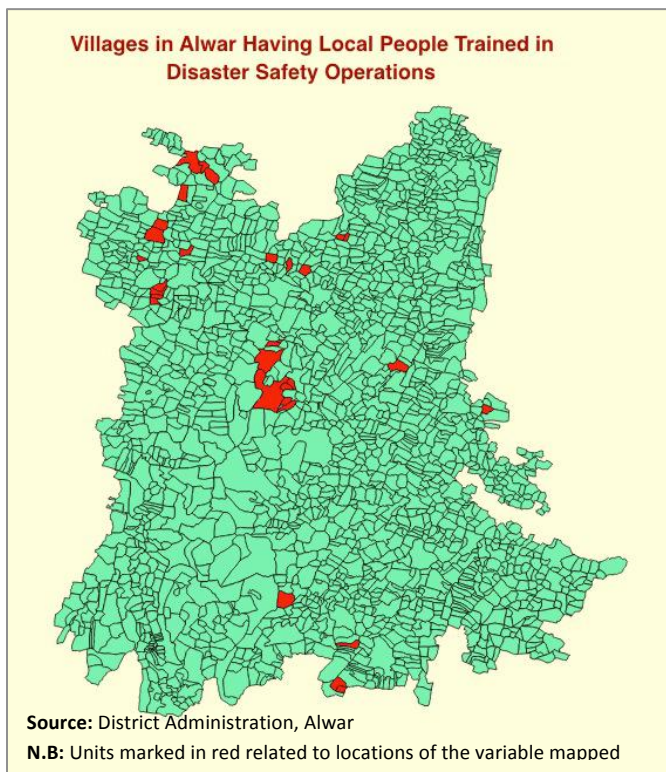 Villages in Alwar Having Local People Trained in
Disaster Safety Operations
Source: District Administration, Alwar
N.B: Units marked in red related to locations of the variable mapped